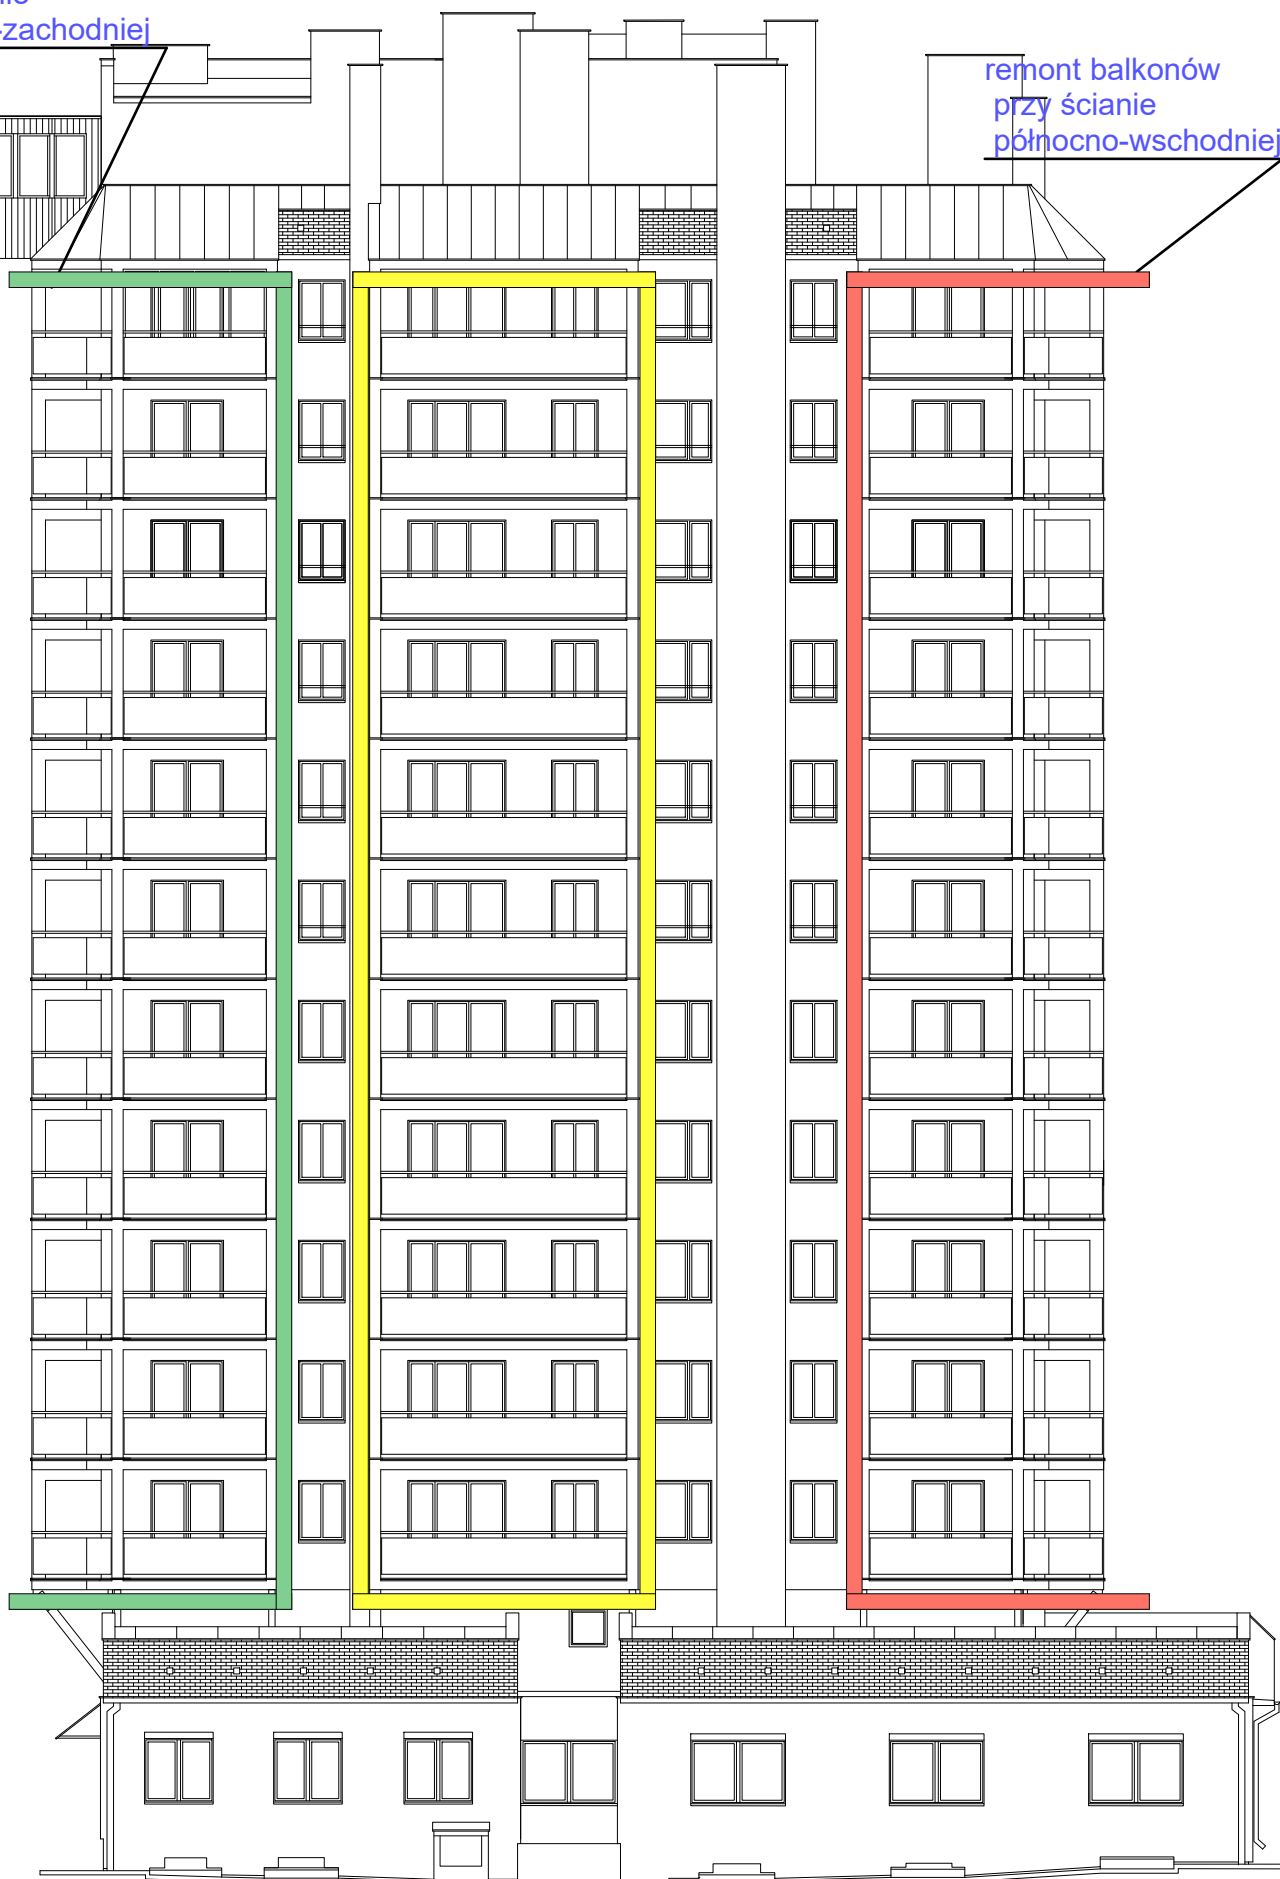 -zachodniej
remont balkonów
przy ścianie
północno-wschodniej